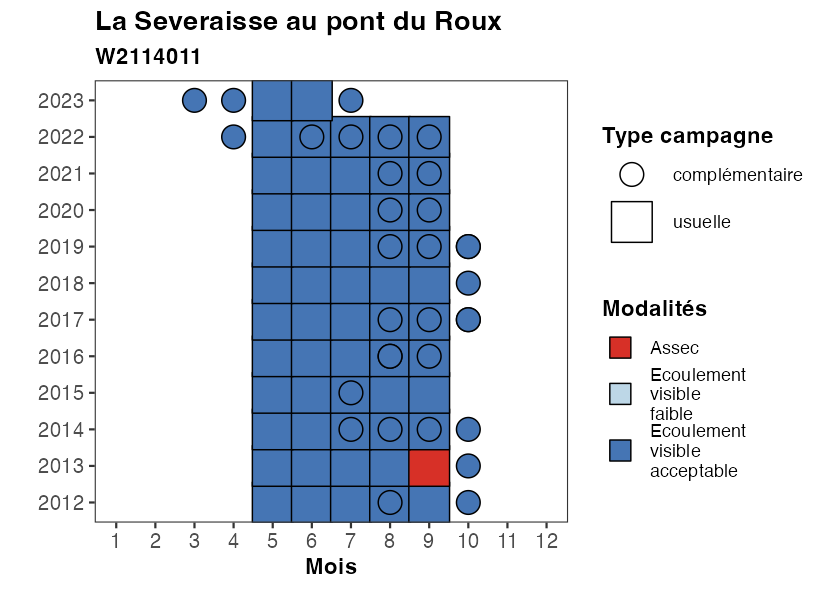 La Severaisse au pont du Roux
W2114011
2023
2022
2021
2020
2019
2018
2017
2016
2015
2014
2013
2012
1 2 3 4 5 6 7 8 9 10 11 12
Mois
Type campagne
complémentaire
usuelle
Modalités
Assec
Ecoulement
visible
faible
Ecoulement
visible
acceptable